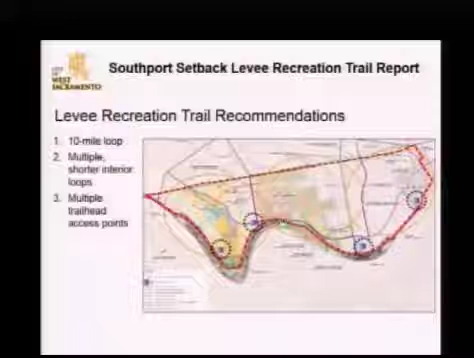 CITY OF
WEST
SACRAMENTO
Southport Setback Levee Recreation Trail Report
Levee Recreation Trail Recommendations
1. 10-mile loop
2. Multiple,
shorter interior
loops
3. Multiple
trailhead
access points